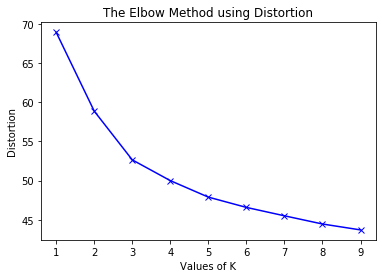 The Elbow Method using Distortion
70
65
60
55
50
45
Distortion
1 2 3 4 5 6 7 8 9
Values of K